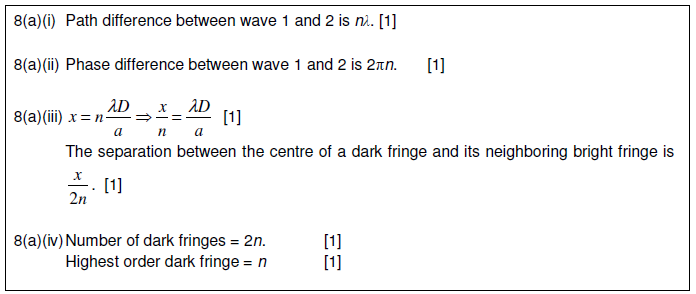 8(a)(i) Path difference between wave 1 and 2 is nλ. [1]
8(a)(ii) Phase difference between wave 1 and 2 is 2πn. [1]
8(a)(iii) x = n λD/a ⇒ x/n = λD/a [1]
The separation between the centre of a dark fringe and its neighboring bright fringe is
x/2n. [1]
8(a)(iv) Number of dark fringes = 2n. [1]
Highest order dark fringe = n [1]